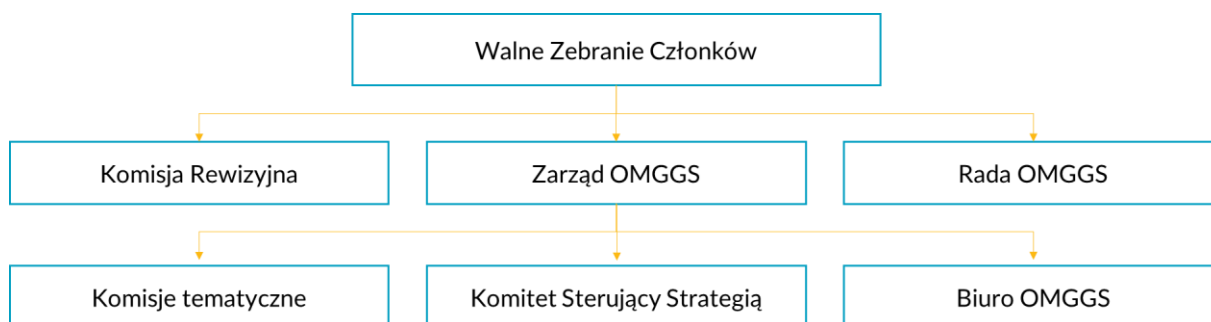 Walne Zebranie Członków
Komisja Rewizyjna
Zarząd OMGGS
Rada OMGGS
Komisje tematyczne
Komitet Sterujący Strategią
Biuro OMGGS